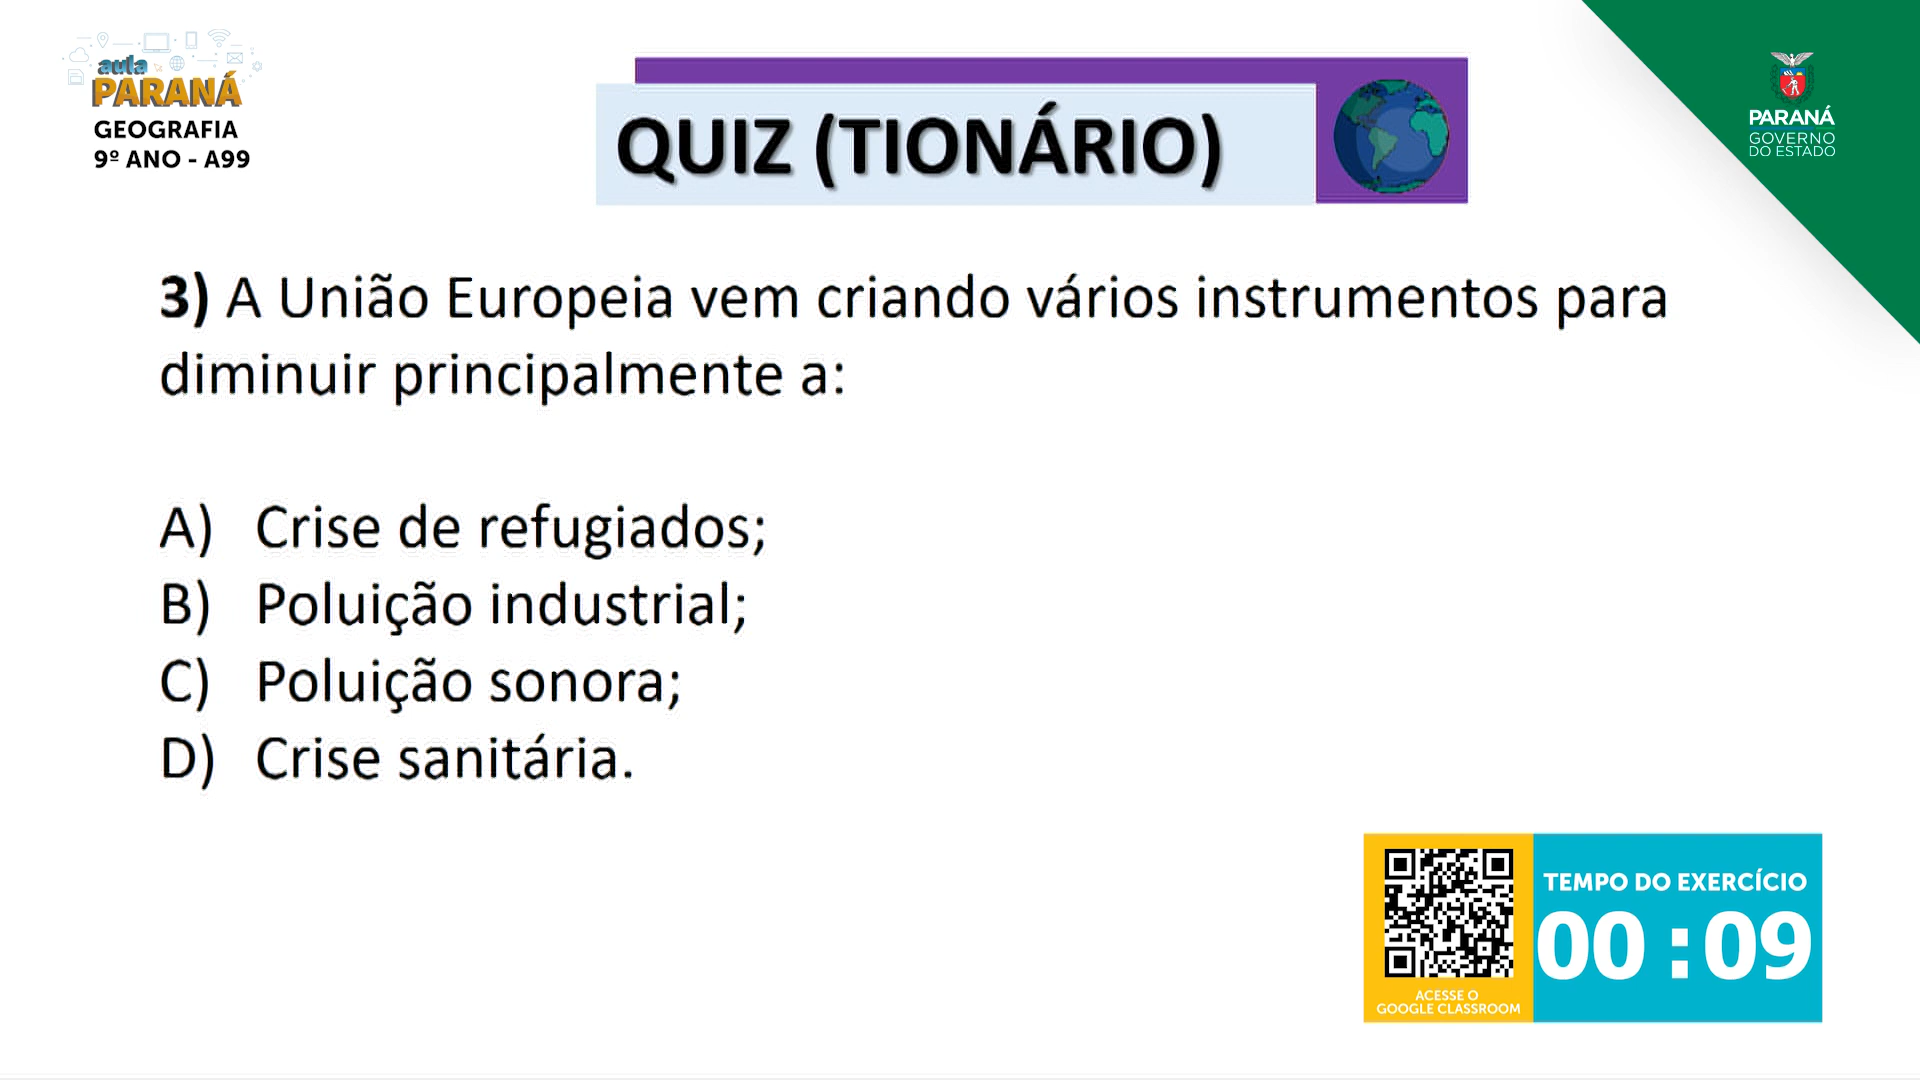 aula
PARANÁ
GEOGRAFIA
9º ANO - A99
QUIZ (TIONÁRIO)
PARANÁ
GOVERNO
DO ESTADO
3) A União Europeia vem criando vários instrumentos para
diminuir principalmente a:
A) Crise de refugiados;
B) Poluição industrial;
C) Poluição sonora;
D) Crise sanitária.
ACESSE O
GOOGLE CLASSROOM
TEMPO DO EXERCÍCIO
00:09